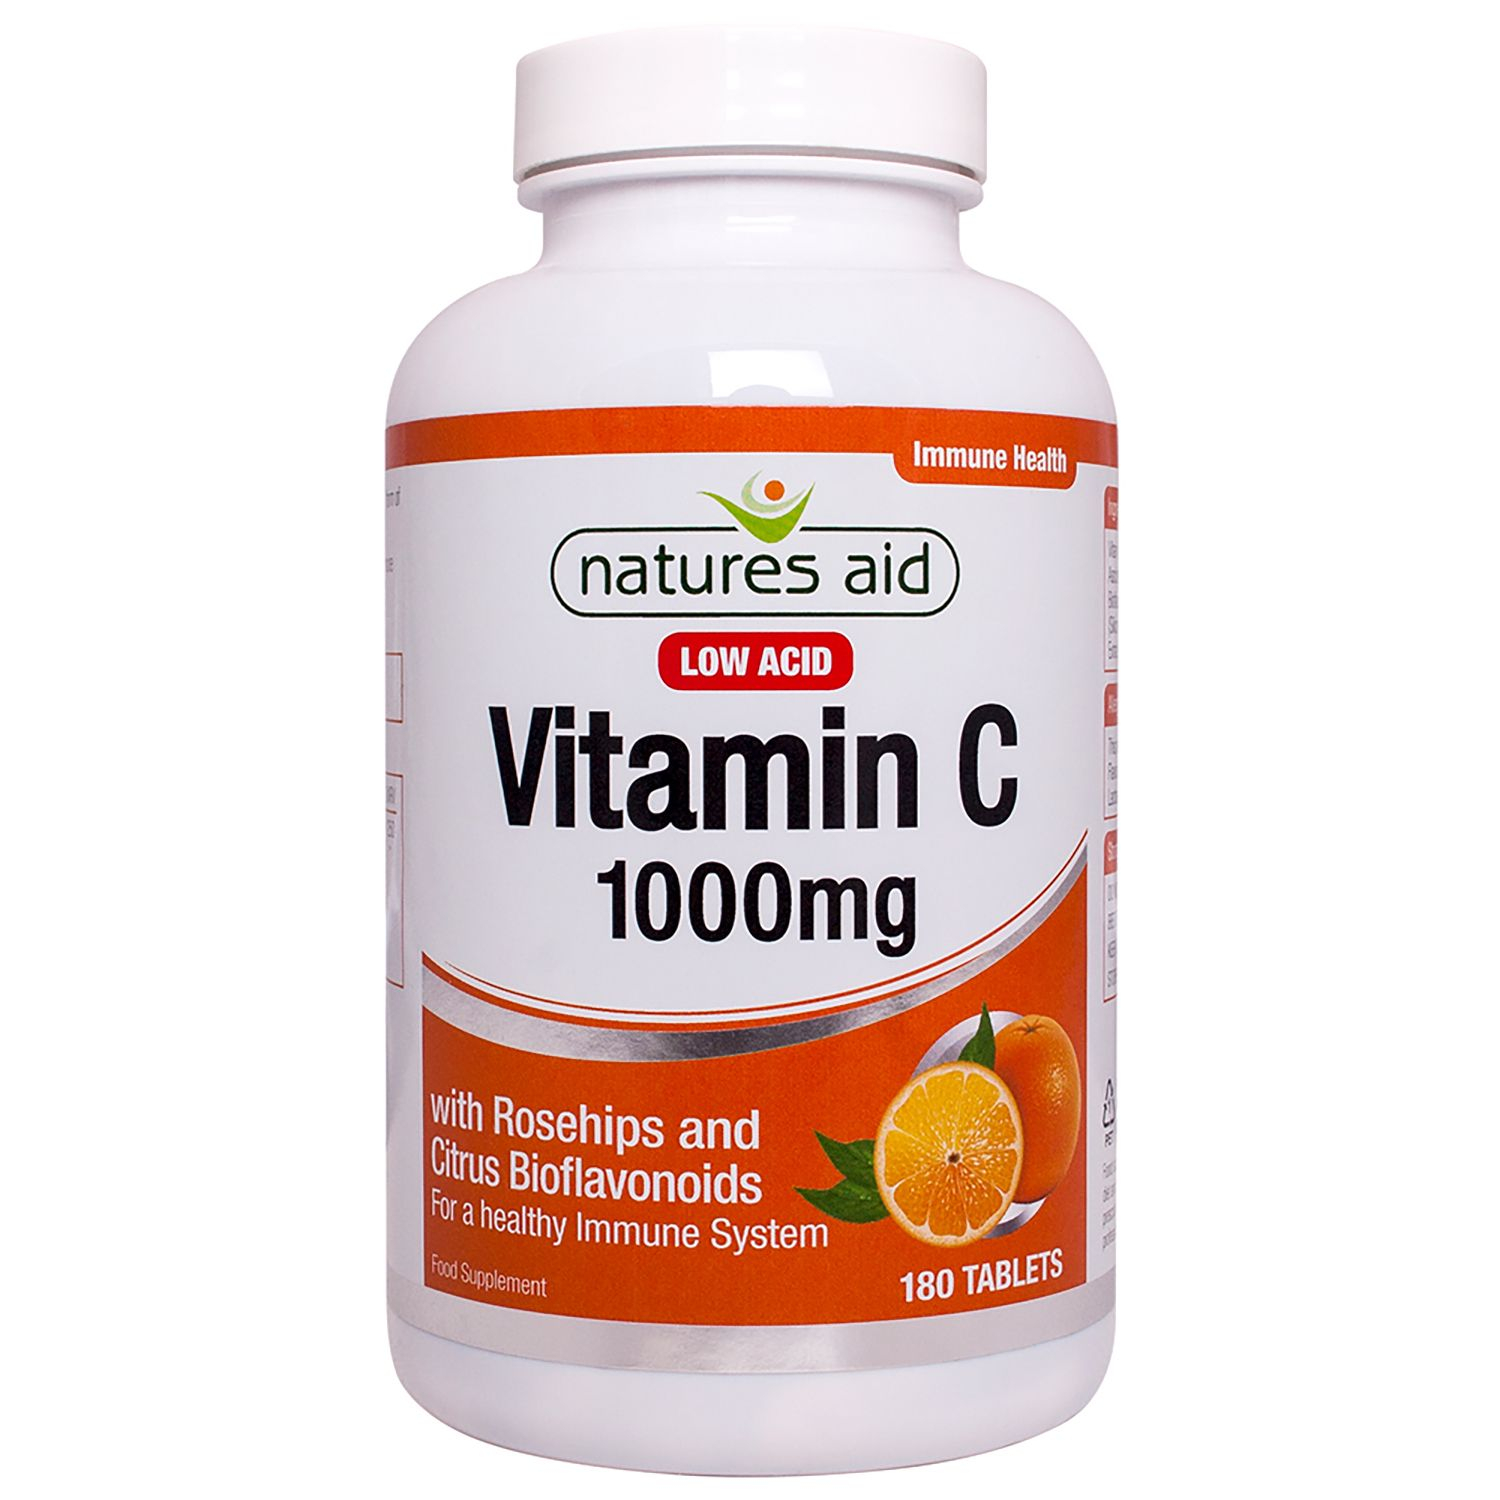 Immune Health
natures aid
LOW ACID
Vitamin C
1000mg
with Rosehips and
Citrus Bioflavonoids
For a healthy Immune System
Food Supplement
180 TABLETS
PET